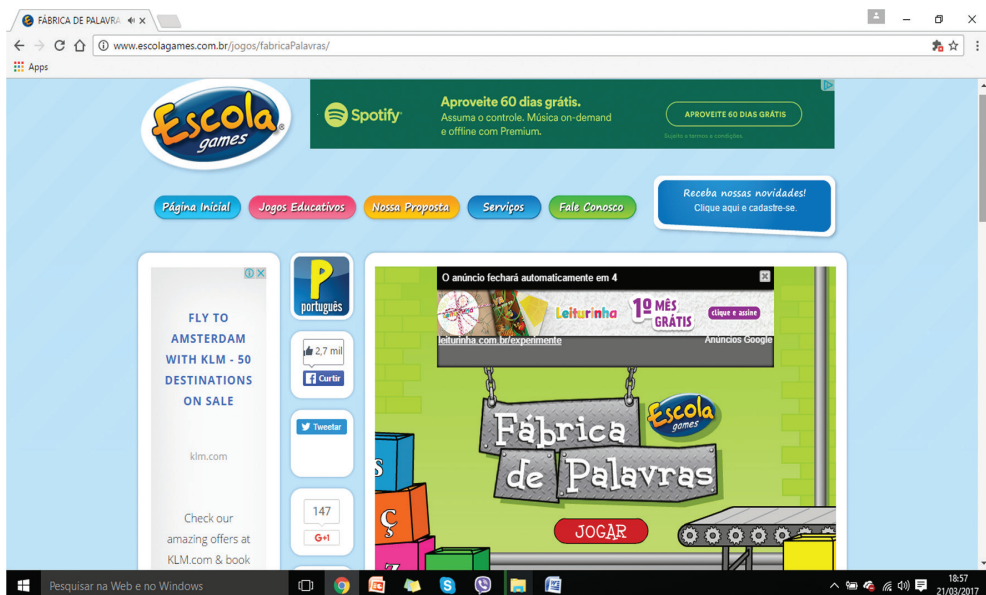 FÁBRICA DE PALAVRA
www.escolagames.com.br/jogos/fabricaPalavras/
Apps
Escola
games
Spotify
Aproveite 60 dias grátis.
Assuma o controle. Música on-demand
e offline com Premium.
APROVEITE 60 DIAS GRÁTIS
Sujeito a termos e condições.
Página Inicial
Jogos Educativos
Nossa Proposta
Serviços
Fale Conosco
Receba nossas novidades!
Clique aqui e cadastre-se.
FLY TO
AMSTERDAM
WITH KLM - 50
DESTINATIONS
ON SALE
klm.com
Check our
amazing offers at
KLM.com & book
P
português
2,7 mil
Curtir
Tweetar
147
G+1
O anúncio fechará automaticamente em 4
Leiturinha
1º MÊS
GRÁTIS
clique e assine
leiturinha.com.br/experimente
Anúncios Google
Fábrica
de Palavras
Escola
games
JOGAR
S
Ç
Z
Pesquisar na Web e no Windows
18:57
21/03/2017